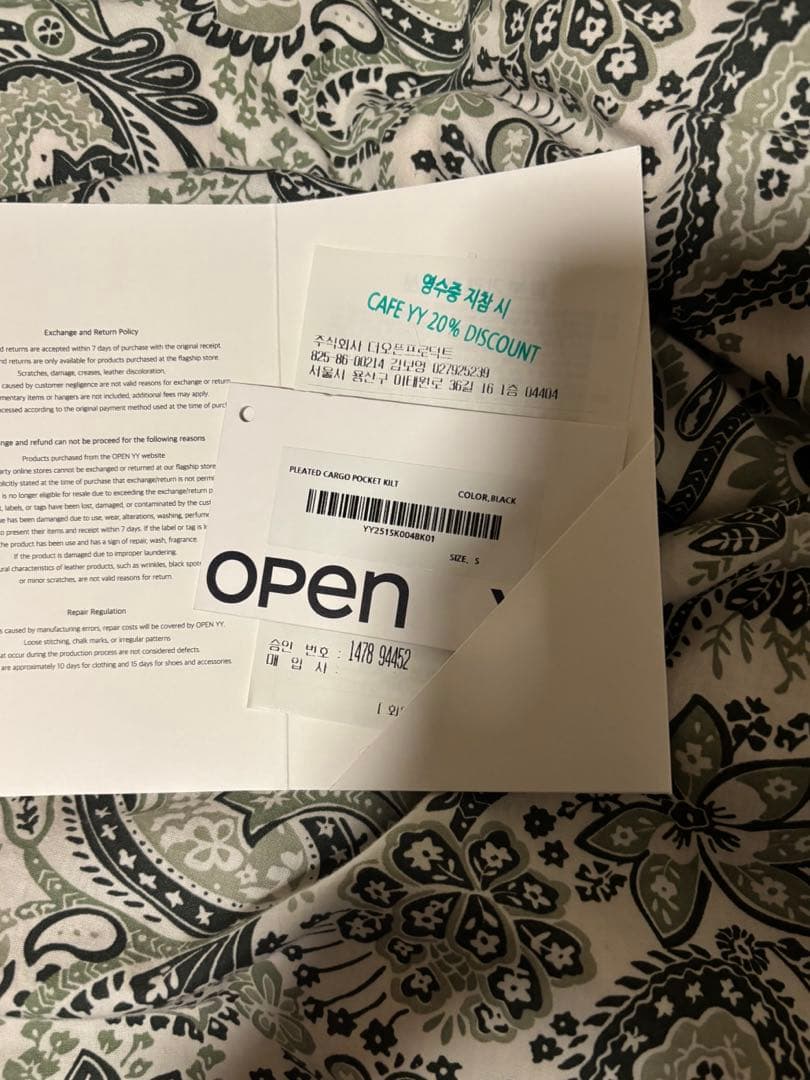 Exchange and Return Policy
d returns are accepted within 7 days of purchase with the original receipt.
nd returns are only available for products purchased at the flagship store.
Scratches, damage, creases, leather discoloration,
caused by customer negligence are not valid reasons for exchange or return.
mentary items or hangers are not included, additional fees may apply.
cessed according to the original payment method used at the time of purc
nge and refund can not be proceed for the following reasons
Products purchased from the OPEN YY website
arty online stores cannot be exchanged or returned at our flagship store
plicitly stated at the time of purchase that exchange/return is not perm
is no longer eligible for resale due to exceeding the exchange/return p
, labels, or tags have been lost, damaged, or contaminated by the cust
e has been damanged due to use, wear, alterations, washing, perfume
o present their items and receipt within 7 days. If the label or tag is l
the product has been use and has a sign of repair, wash, fragrance.
If the product is damaged due to improper laundering.
ral characteristics of leather products, such as wrinkles, black spots
or minor scratches, are not valid reasons for return.
Repair Regulation
s caused by manufacturing errors, repair costs will be covered by OPEN YY.
Loose stitching, chalk marks, or irregular patterns
at occur during the production process are not considered defects.
are approximately 10 days for clothing and 15 days for shoes and accessories.
영수증 지참 시
CAFE YY 20% DISCOUNT
주식회사 더오픈프로덕트
825-86-00214 김보영 027925239
서울시 용산구 이태원로 36길 16 1층 04404
PLEATED CARGO POCKET KILT
COLOR, BLACK
YY2515K004BK01
SIZE, S
OPEN
승인 번호 : 1478 94452
매 입 사 :